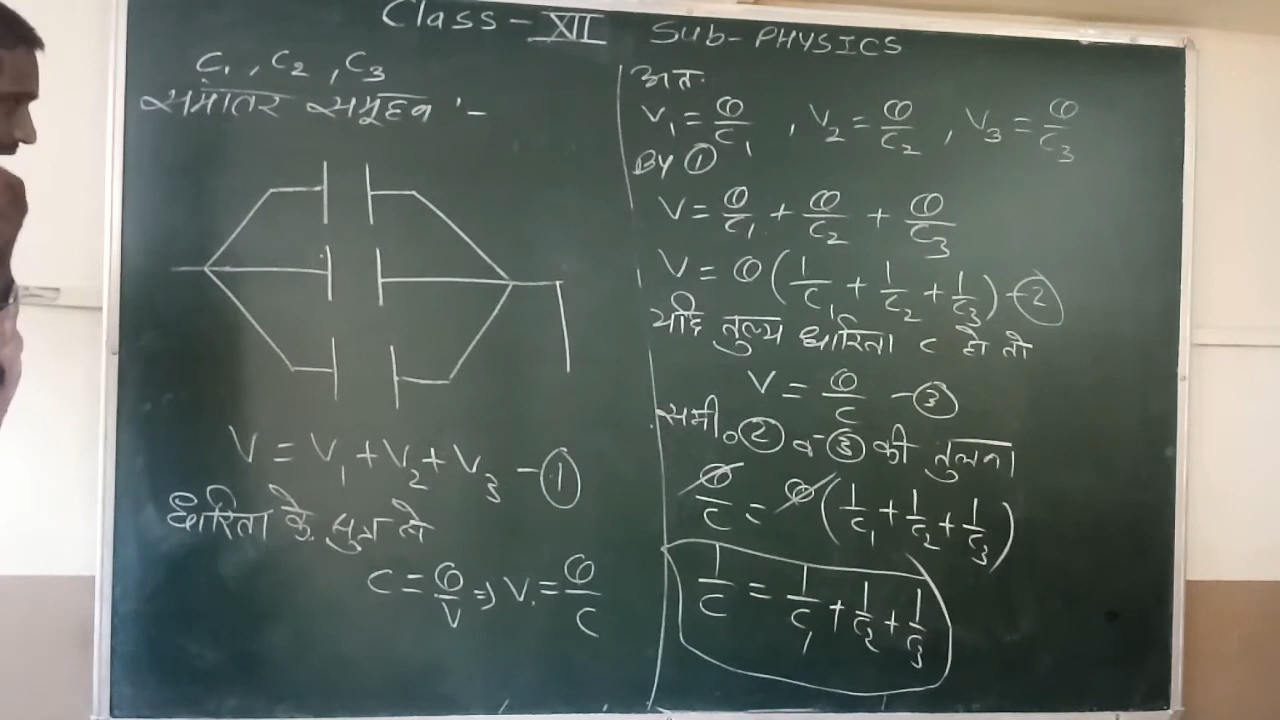 Class - XII Sub - PHYSICS
C₁, C₂, C₃
समांतर समूहन :-
V = V₁ + V₂ + V₃ - ①
धारिता के सुत्र से
C = Q/V ⇒ V = Q/C
अतः
V₁ = Q/C₁ , V₂ = Q/C₂ , V₃ = Q/C₃
By ①
V = Q/C₁ + Q/C₂ + Q/C₃
V = Q (1/C₁ + 1/C₂ + 1/C₃) - ②
यदि तुल्य धारिता C हो तो
V = Q/C - ③
समी० ② व ③ की तुलना
Q/C = Q (1/C₁ + 1/C₂ + 1/C₃)
1/C = 1/C₁ + 1/C₂ + 1/C₃